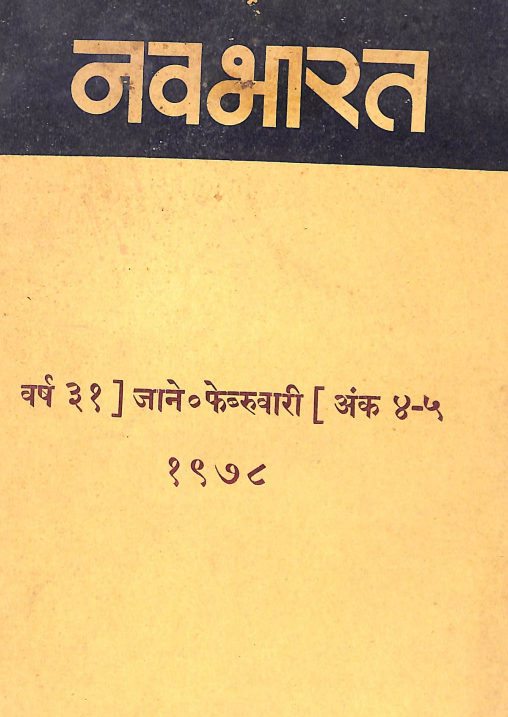 नवभारत
वर्ष ३१ ] जाने० फेब्रुवारी [ अंक ४-५
१९७८